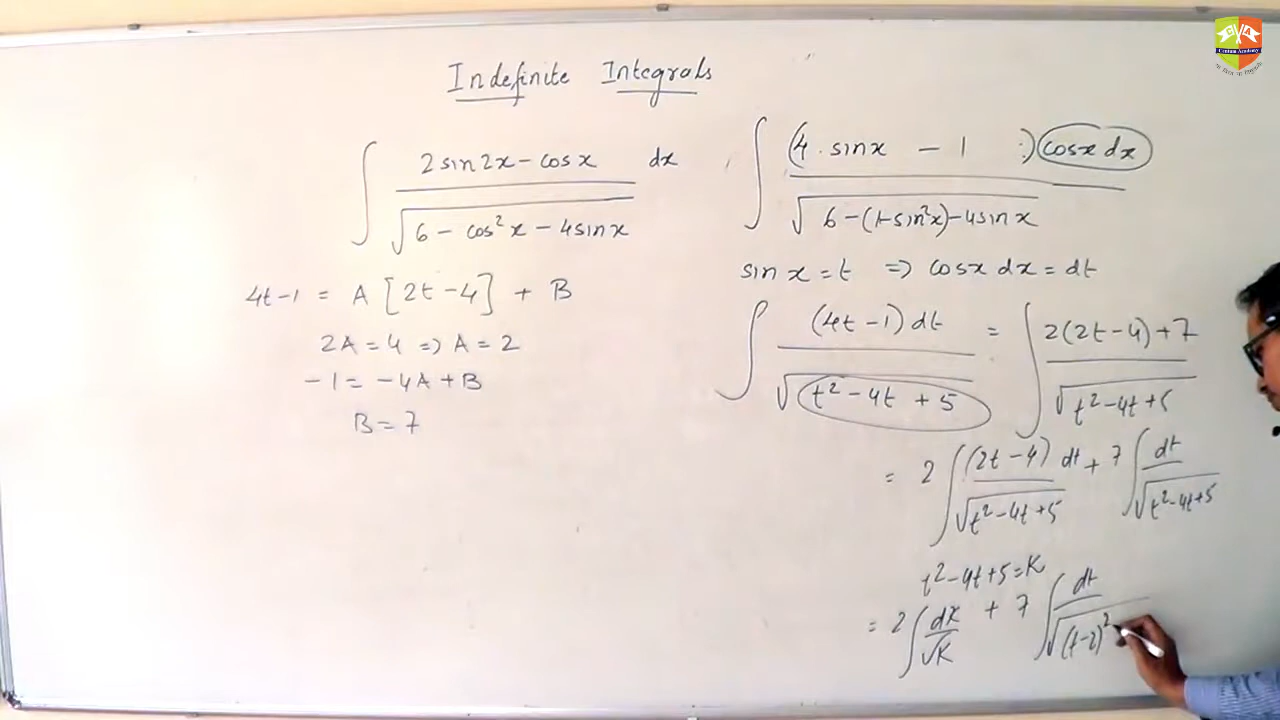 Indefinite Integrals
∫ (2 sin 2x − cos x) / √(6 − cos²x − 4 sin x) dx , ∫ (4 · sin x − 1) cos x dx / √(6 − (1 − sin²x) − 4 sin x)
sin x = t ⇒ cos x dx = dt
4t − 1 = A [2t − 4] + B
2A = 4 ⇒ A = 2
−1 = −4A + B
B = 7
∫ (4t − 1) dt / √(t² − 4t + 5) = ∫ 2(2t − 4) + 7 / √(t² − 4t + 5)
= 2 ∫ (2t − 4) dt / √(t² − 4t + 5) + 7 ∫ dt / √(t² − 4t + 5)
t² − 4t + 5 = K
= 2 ∫ dK / √K + 7 ∫ dt / √((t − 2)²
Centum Academy